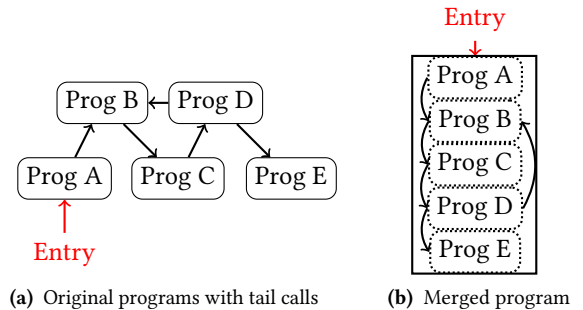 Prog B
Prog D
Prog A
Prog C
Prog E
Entry
(a) Original programs with tail calls
Entry
Prog A
Prog B
Prog C
Prog D
Prog E
(b) Merged program